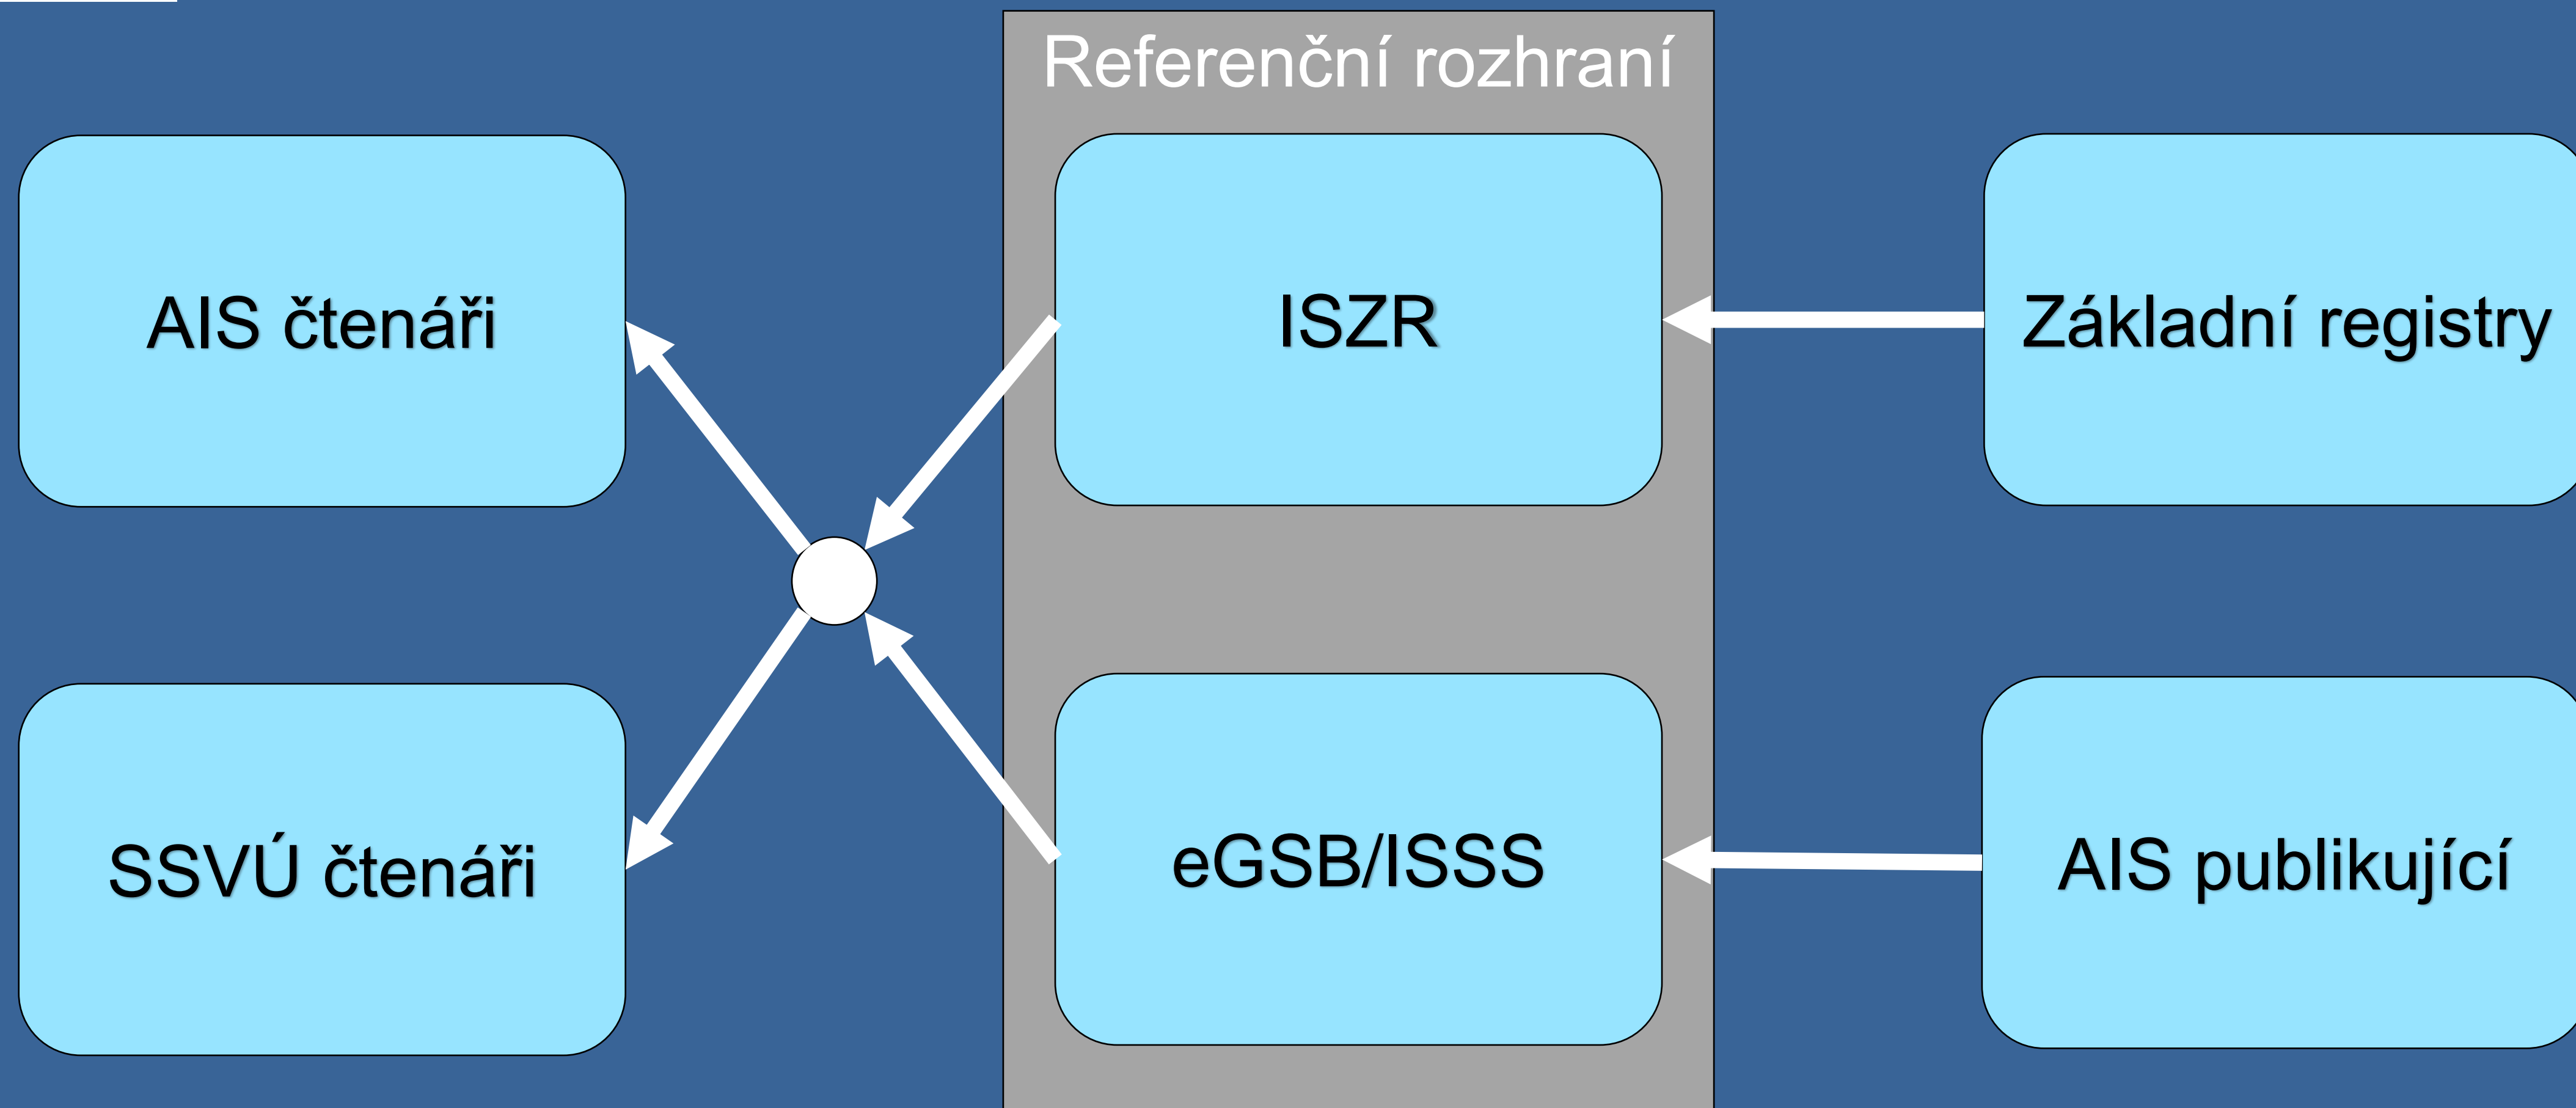 Referenční rozhraní
AIS čtenáři
ISZR
Základní registry
SSVÚ čtenáři
eGSB/ISSS
AIS publikující